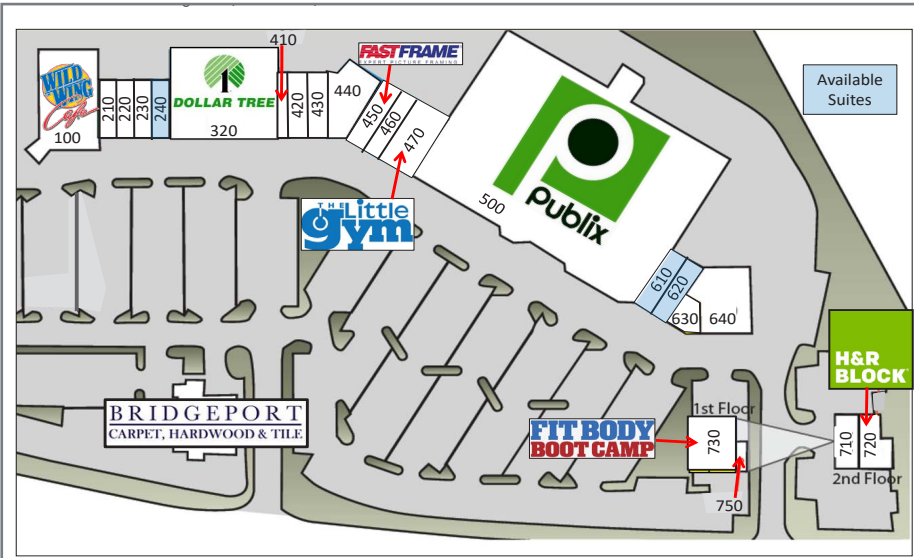 410
FASTFRAME
EXPERT PICTURE FRAMING
WILD
WING
Cafe
100
210
220
230
240
1
DOLLAR TREE
320
420
430
440
450
460
470
Available
Suites
THE Little
gym
500
P
Publix
610
620
630
640
H&R
BLOCK
BRIDGEPORT
CARPET, HARDWOOD & TILE
FIT BODY
BOOT CAMP
1st Floor
730
750
710
720
2nd Floor